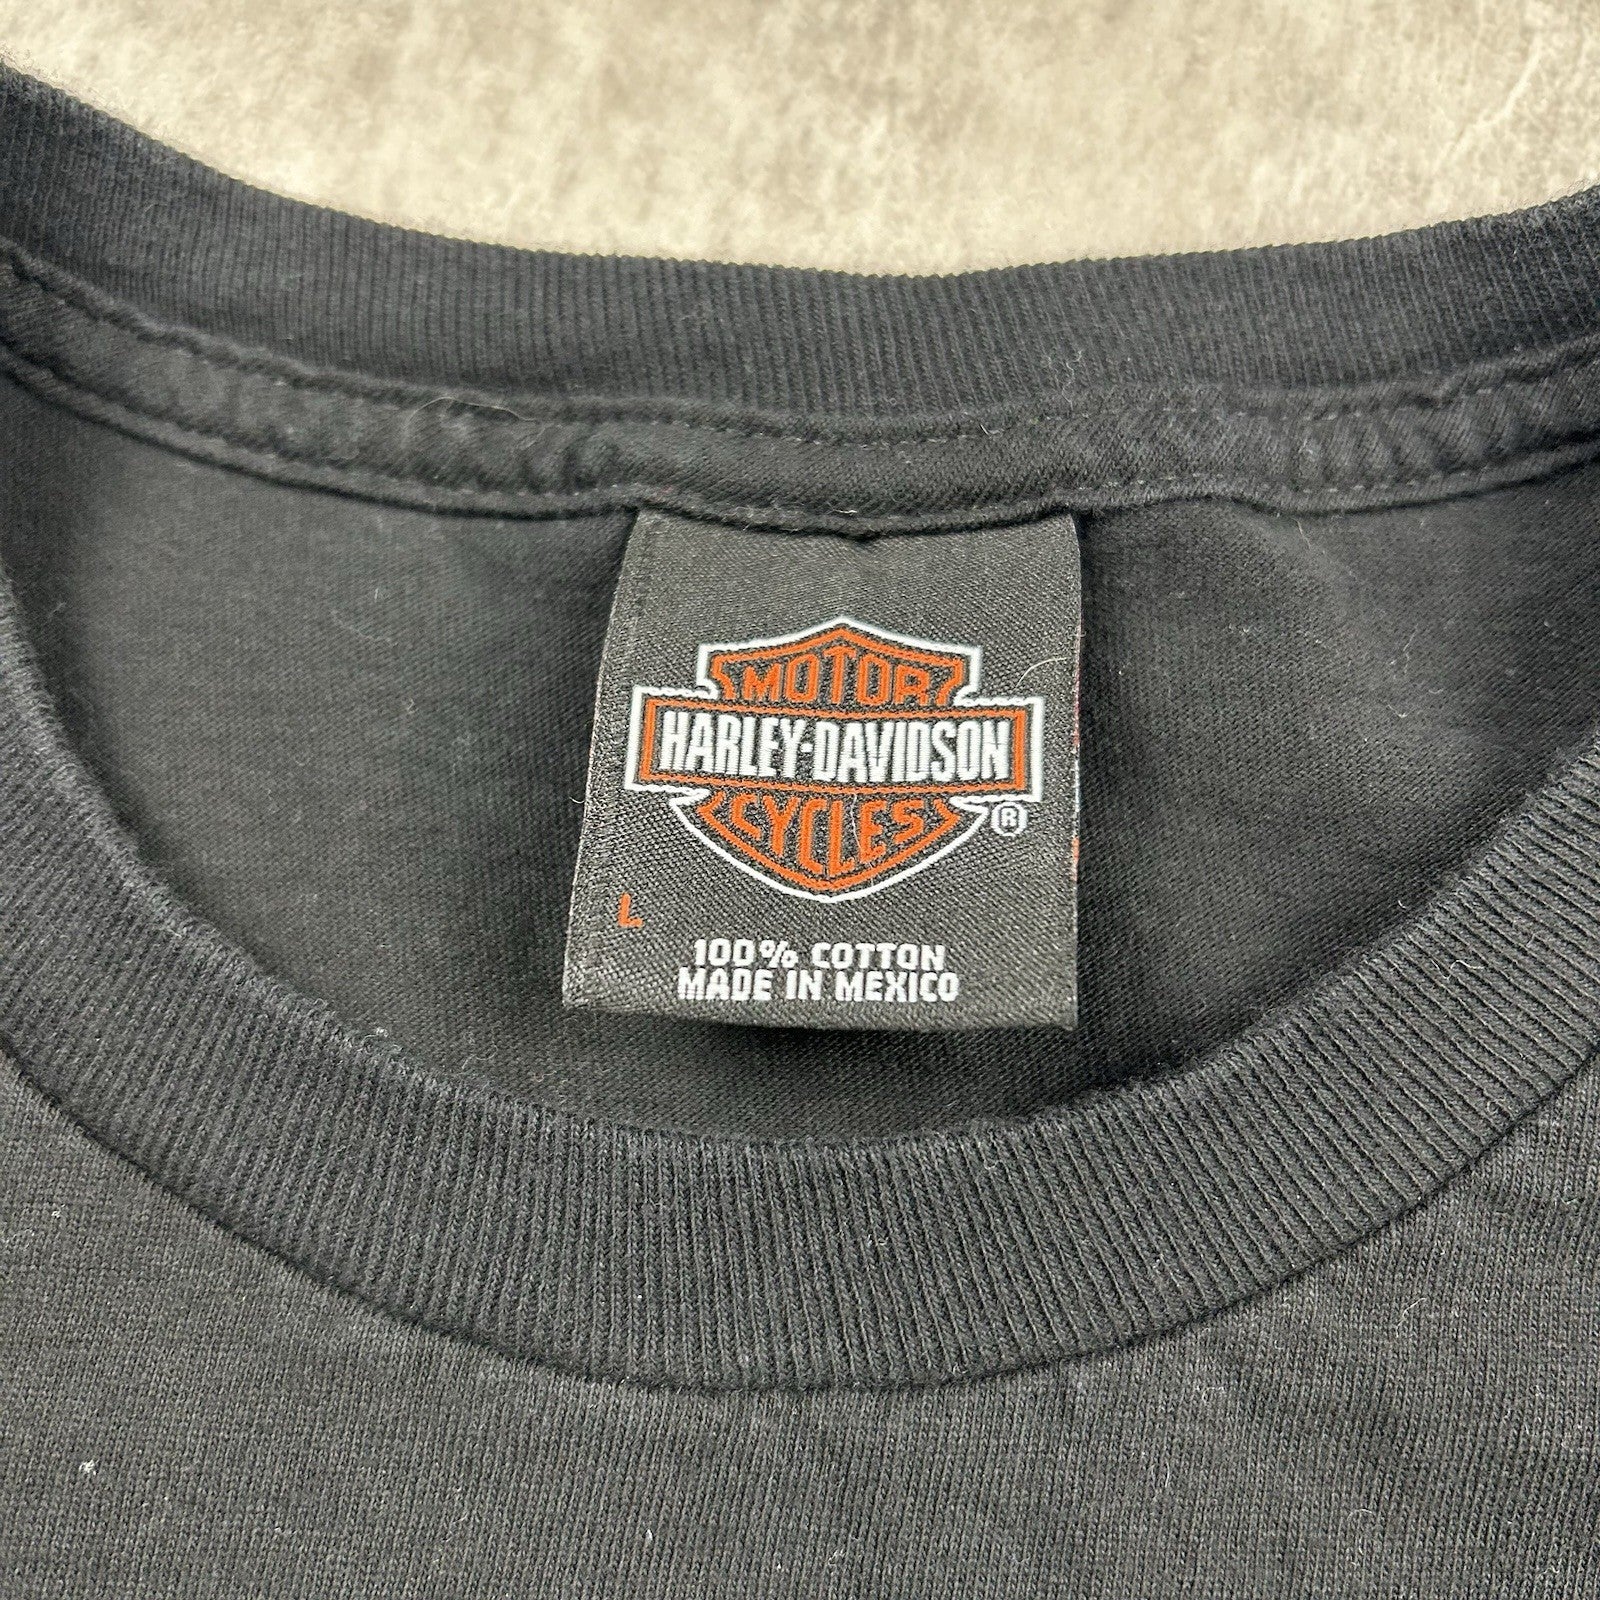 MOTOR
HARLEY-DAVIDSON
CYCLES
®
L
100% COTTON
MADE IN MEXICO